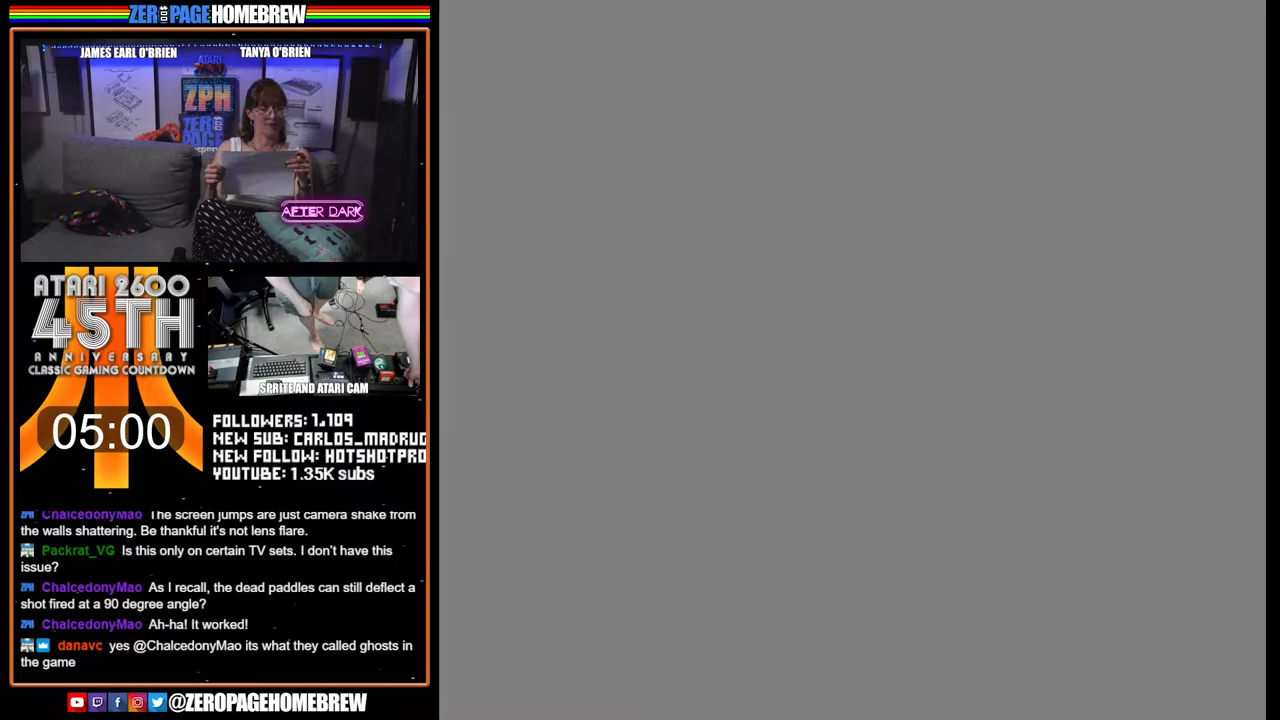 ZERO PAGE HOMEBREW
JAMES EARL O'BRIEN
TANYA O'BRIEN
ATARI
ZPH
ZERO
PAGE
AFTER DARK
ATARI 2600
45TH
ANNIVERSARY
CLASSIC GAMING COUNTDOWN
05:00
SPRITE AND ATARI CAM
FOLLOWERS: 1,109
NEW SUB: CARLOS_MADRUG
NEW FOLLOW: HOTSHOTPRO
YOUTUBE: 1.35K subs
ChalcedonyMao The screen jumps are just camera shake from
the walls shattering. Be thankful it's not lens flare.
Packrat_VG Is this only on certain TV sets. I don't have this
issue?
ChalcedonyMao As I recall, the dead paddles can still deflect a
shot fired at a 90 degree angle?
ChalcedonyMao Ah-ha! It worked!
danavc yes @ChalcedonyMao its what they called ghosts in
the game
@ZEROPAGEHOMEBREW